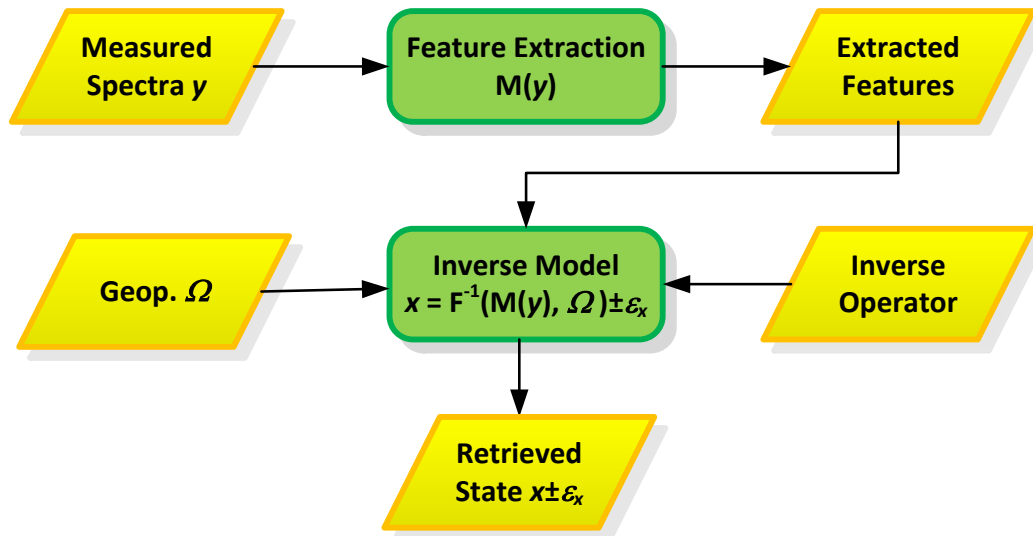 Measured
Spectra y
Feature Extraction
M(y)
Extracted
Features
Geop. Ω
Inverse Model
x = F⁻¹(M(y), Ω)±εₓ
Inverse
Operator
Retrieved
State x±εₓ